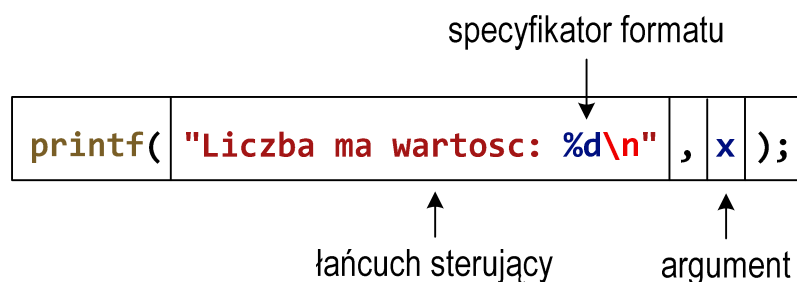 specyfikator formatu
printf( "Liczba ma wartosc: %d\n" , x );
łańcuch sterujący argument